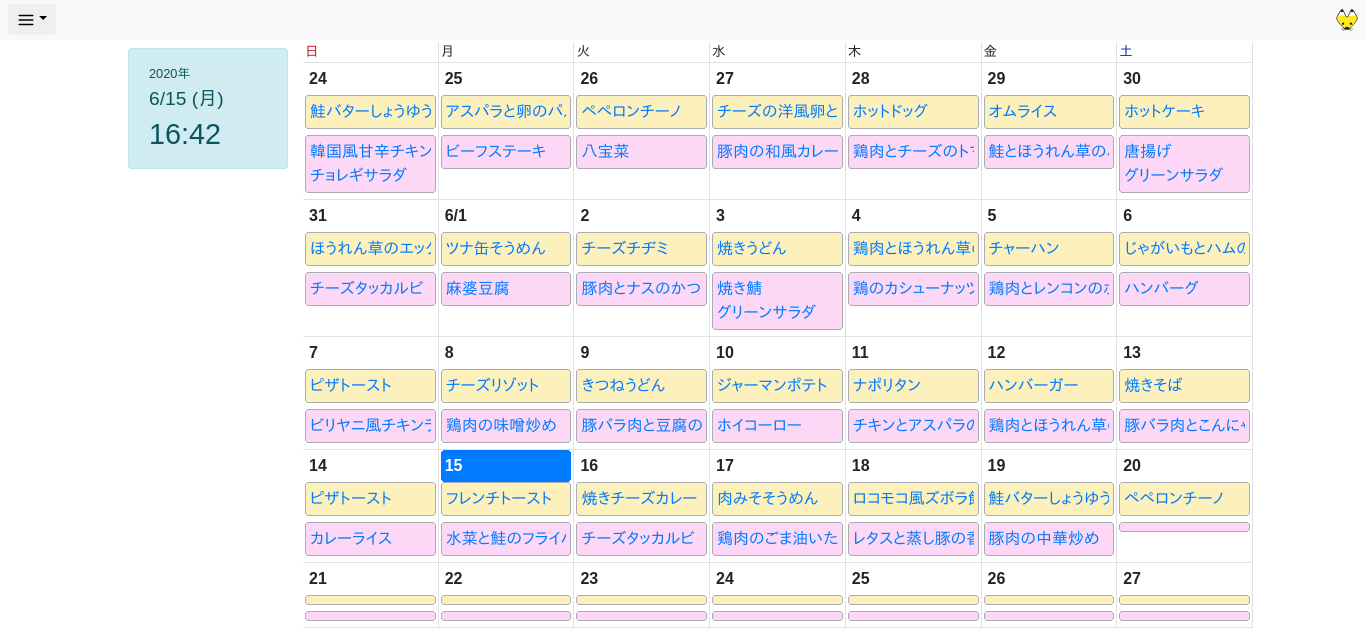 2020年
6/15 (月)
16:42
日 月 火 水 木 金 土
24 25 26 27 28 29 30
鮭バターしょうゆう アスパラと卵のパ ペペロンチーノ チーズの洋風卵と ホットドッグ オムライス ホットケーキ
韓国風甘辛チキン ビーフステーキ 八宝菜 豚肉の和風カレー 鶏肉とチーズのト 鮭とほうれん草の 唐揚げ
チョレギサラダ グリーンサラダ
31 6/1 2 3 4 5 6
ほうれん草のエッ ツナ缶そうめん チーズチヂミ 焼きうどん 鶏肉とほうれん草 チャーハン じゃがいもとハムの
チーズタッカルビ 麻婆豆腐 豚肉とナスのかつ 焼き鯖 鶏のカシューナッツ 鶏肉とレンコンの ハンバーグ
グリーンサラダ
7 8 9 10 11 12 13
ピザトースト チーズリゾット きつねうどん ジャーマンポテト ナポリタン ハンバーガー 焼きそば
ビリヤニ風チキンラ 鶏肉の味噌炒め 豚バラ肉と豆腐の ホイコーロー チキンとアスパラの 鶏肉とほうれん草 豚バラ肉とこんに
14 15 16 17 18 19 20
ピザトースト フレンチトースト 焼きチーズカレー 肉みそそうめん ロコモコ風ズボラ 鮭バターしょうゆう ペペロンチーノ
カレーライス 水菜と鮭のフライ チーズタッカルビ 鶏肉のごま油いた レタスと蒸し豚の 豚肉の中華炒め
21 22 23 24 25 26 27